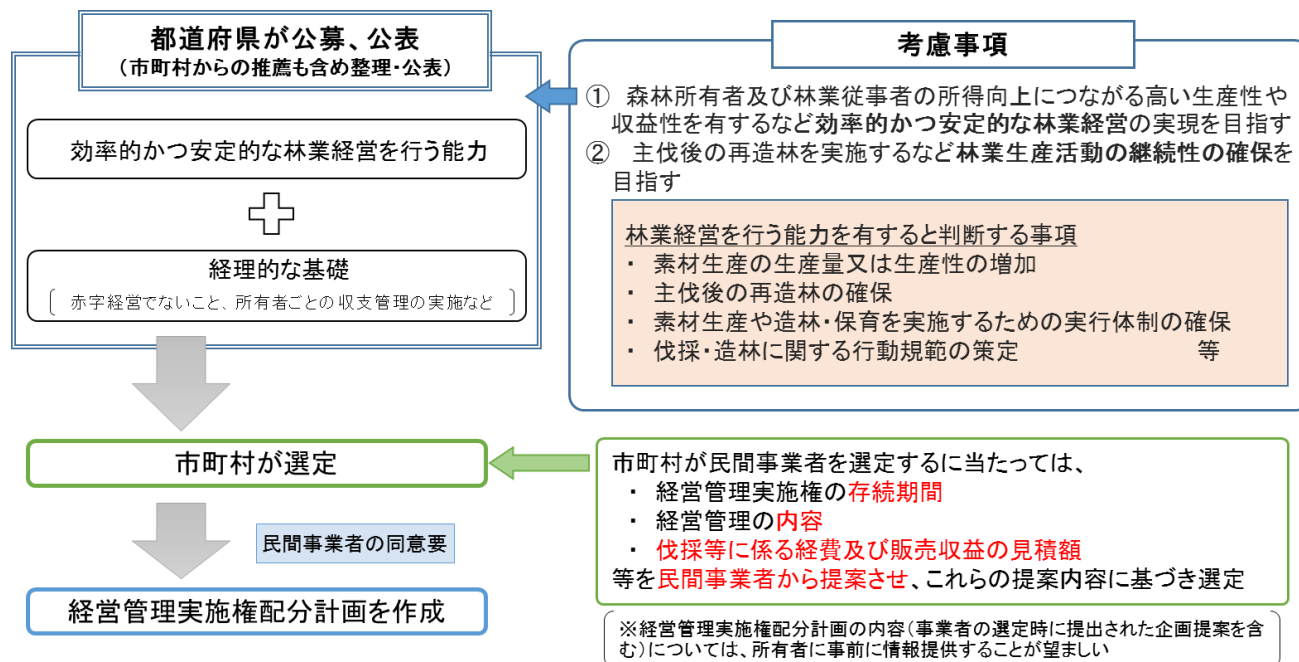 都道府県が公募、公表
（市町村からの推薦も含め整理・公表）
効率的かつ安定的な林業経営を行う能力
経理的な基礎
赤字経営でないこと、所有者ごとの収支管理の実施など
考慮事項
① 森林所有者及び林業従事者の所得向上につながる高い生産性や
収益性を有するなど効率的かつ安定的な林業経営の実現を目指す
② 主伐後の再造林を実施するなど林業生産活動の継続性の確保を
目指す
林業経営を行う能力を有すると判断する事項
・ 素材生産の生産量又は生産性の増加
・ 主伐後の再造林の確保
・ 素材生産や造林・保育を実施するための実行体制の確保
・ 伐採・造林に関する行動規範の策定 等
市町村が選定
市町村が民間事業者を選定するに当たっては、
・ 経営管理実施権の存続期間
・ 経営管理の内容
・ 伐採等に係る経費及び販売収益の見積額
等を民間事業者から提案させ、これらの提案内容に基づき選定
民間事業者の同意要
経営管理実施権配分計画を作成
※経営管理実施権配分計画の内容（事業者の選定時に提出された企画提案を含
む）については、所有者に事前に情報提供することが望ましい